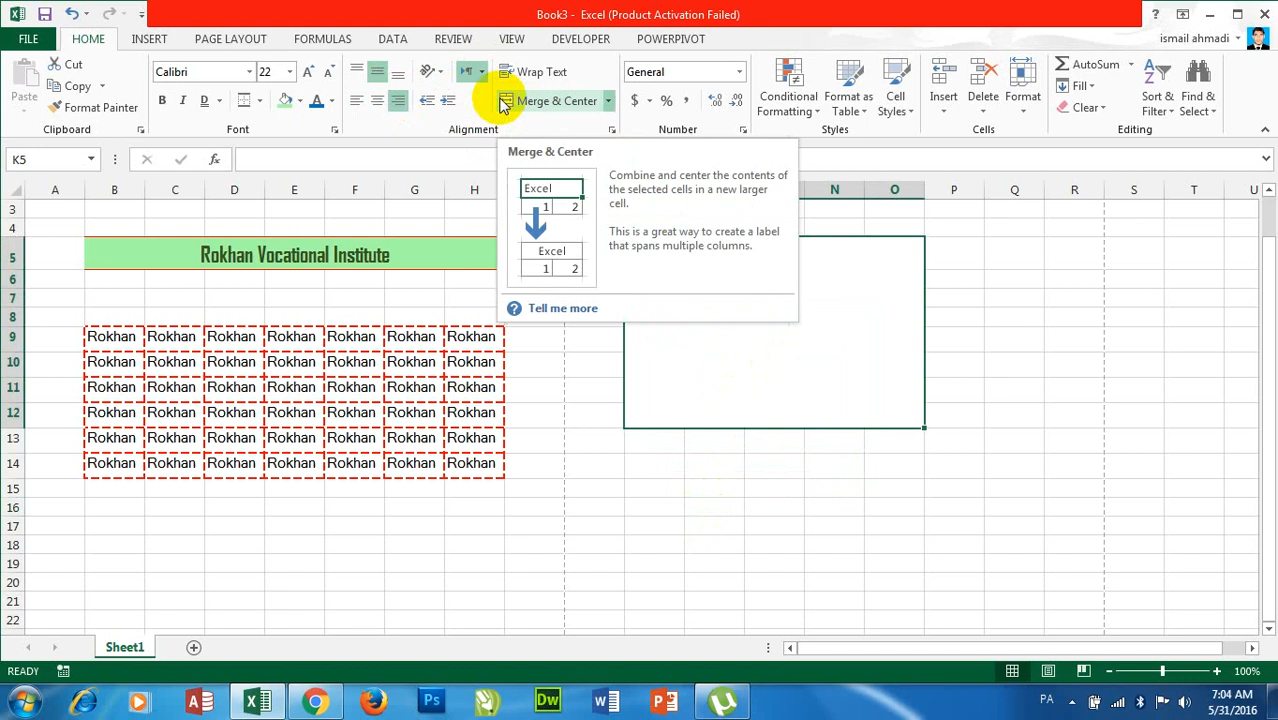 Book3 - Excel (Product Activation Failed)
FILE HOME INSERT PAGE LAYOUT FORMULAS DATA REVIEW VIEW DEVELOPER POWERPIVOT ismail ahmadi
Paste
Cut
Copy
Format Painter
Clipboard
Calibri 22
B I D
Font
Wrap Text
Merge & Center
Alignment
General
$ % ,
Number
Conditional Formatting
Format as Table
Cell Styles
Styles
Insert
Delete
Format
Cells
AutoSum
Fill
Clear
Sort & Filter
Find & Select
Editing
K5
fx
Merge & Center
Excel
1 2
Excel
1 2
Combine and center the contents of
the selected cells in a new larger
cell.
This is a great way to create a label
that spans multiple columns.
Tell me more
A B C D E F G H N O P Q R S T U
3
4
5 Rokhan Vocational Institute
6
7
8
9 Rokhan Rokhan Rokhan Rokhan Rokhan Rokhan Rokhan
10 Rokhan Rokhan Rokhan Rokhan Rokhan Rokhan Rokhan
11 Rokhan Rokhan Rokhan Rokhan Rokhan Rokhan Rokhan
12 Rokhan Rokhan Rokhan Rokhan Rokhan Rokhan Rokhan
13 Rokhan Rokhan Rokhan Rokhan Rokhan Rokhan Rokhan
14 Rokhan Rokhan Rokhan Rokhan Rokhan Rokhan Rokhan
15
16
17
18
19
20
21
22
Sheet1
READY 100%
PA 7:04 AM
5/31/2016